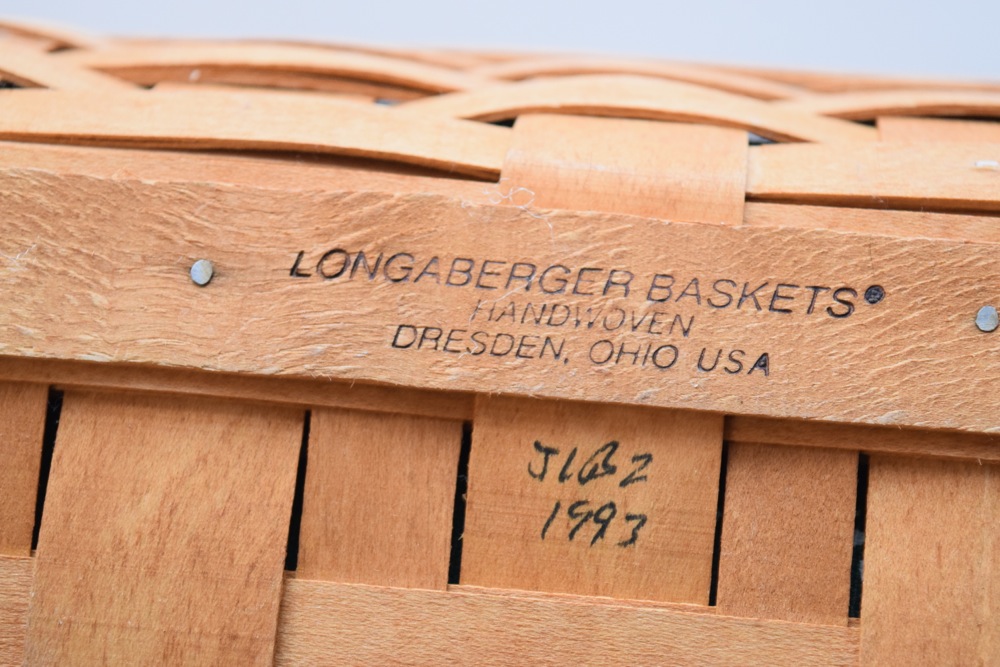 LONGABERGER BASKETS®
HANDWOVEN
DRESDEN, OHIO USA
JLBZ
1993